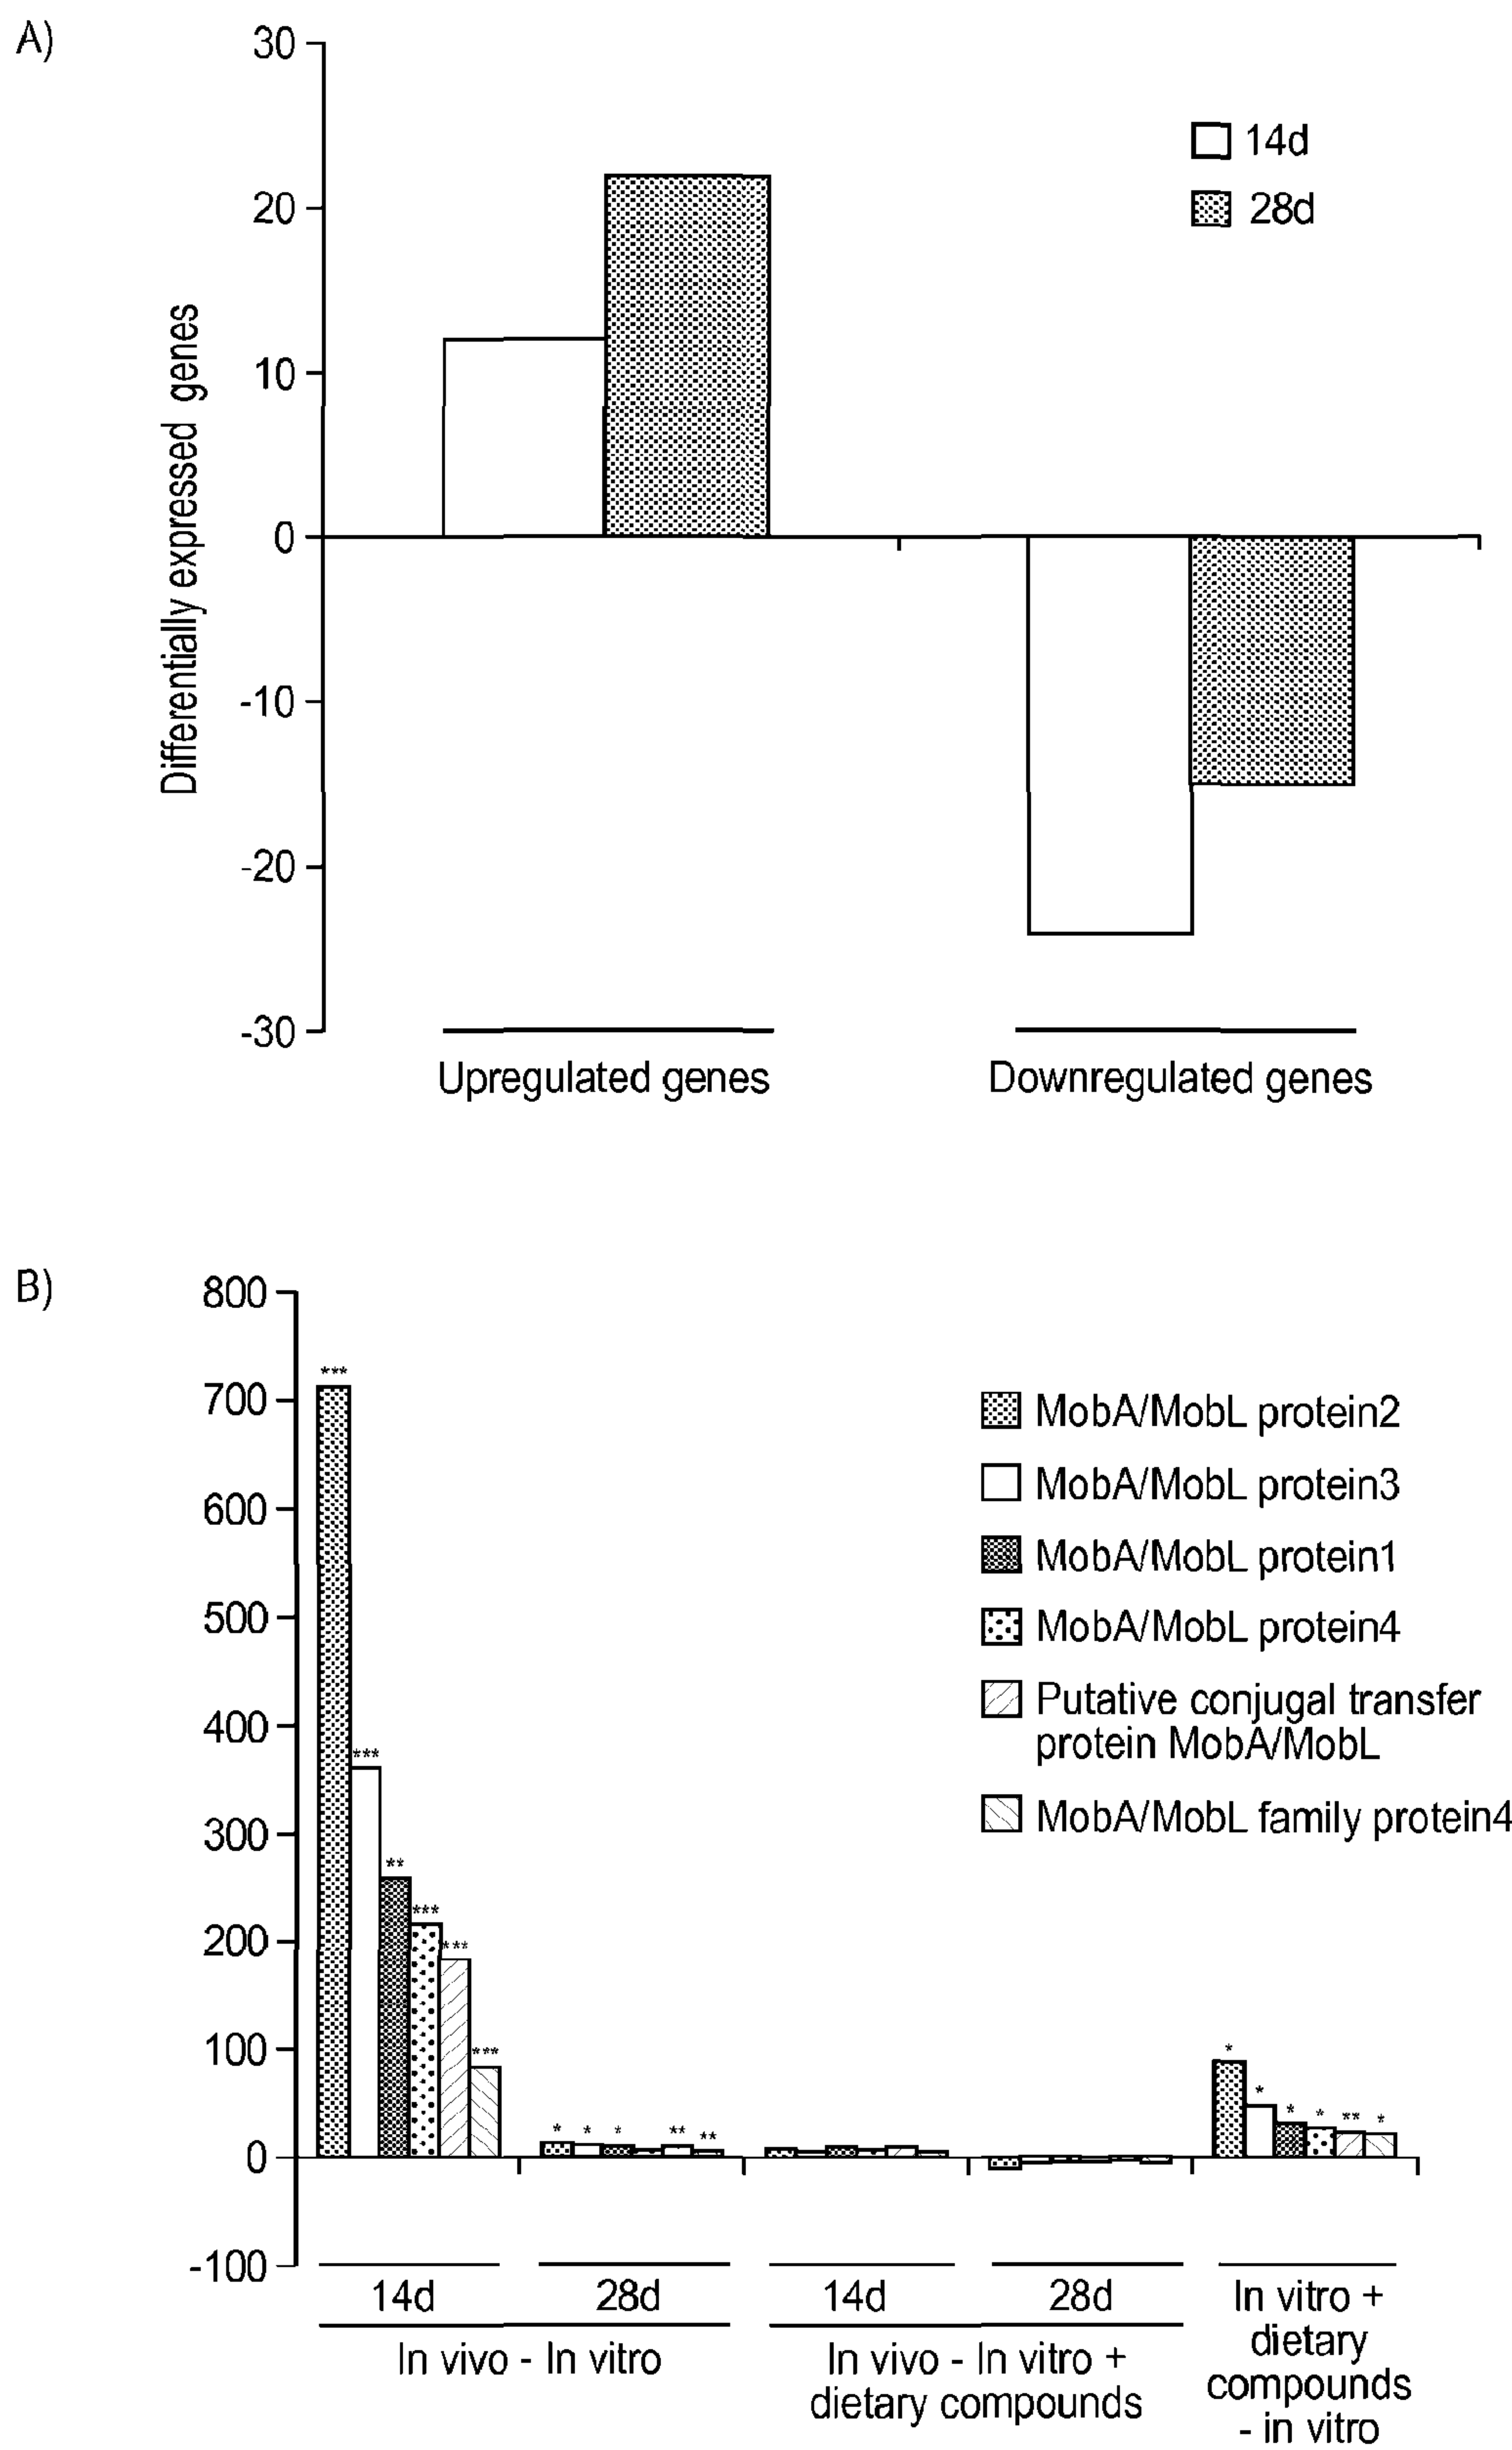 A)
30
20
10
0
-10
-20
-30
Differentially expressed genes
14d
28d
Upregulated genes
Downregulated genes
B)
800
700
600
500
400
300
200
100
0
-100
***
***
**
***
***
***
*
*
*
**
**
*
*
*
*
**
*
MobA/MobL protein2
MobA/MobL protein3
MobA/MobL protein1
MobA/MobL protein4
Putative conjugal transfer
protein MobA/MobL
MobA/MobL family protein4
14d
28d
14d
28d
In vivo - In vitro
In vivo - In vitro +
dietary compounds
In vitro +
dietary
compounds
- in vitro